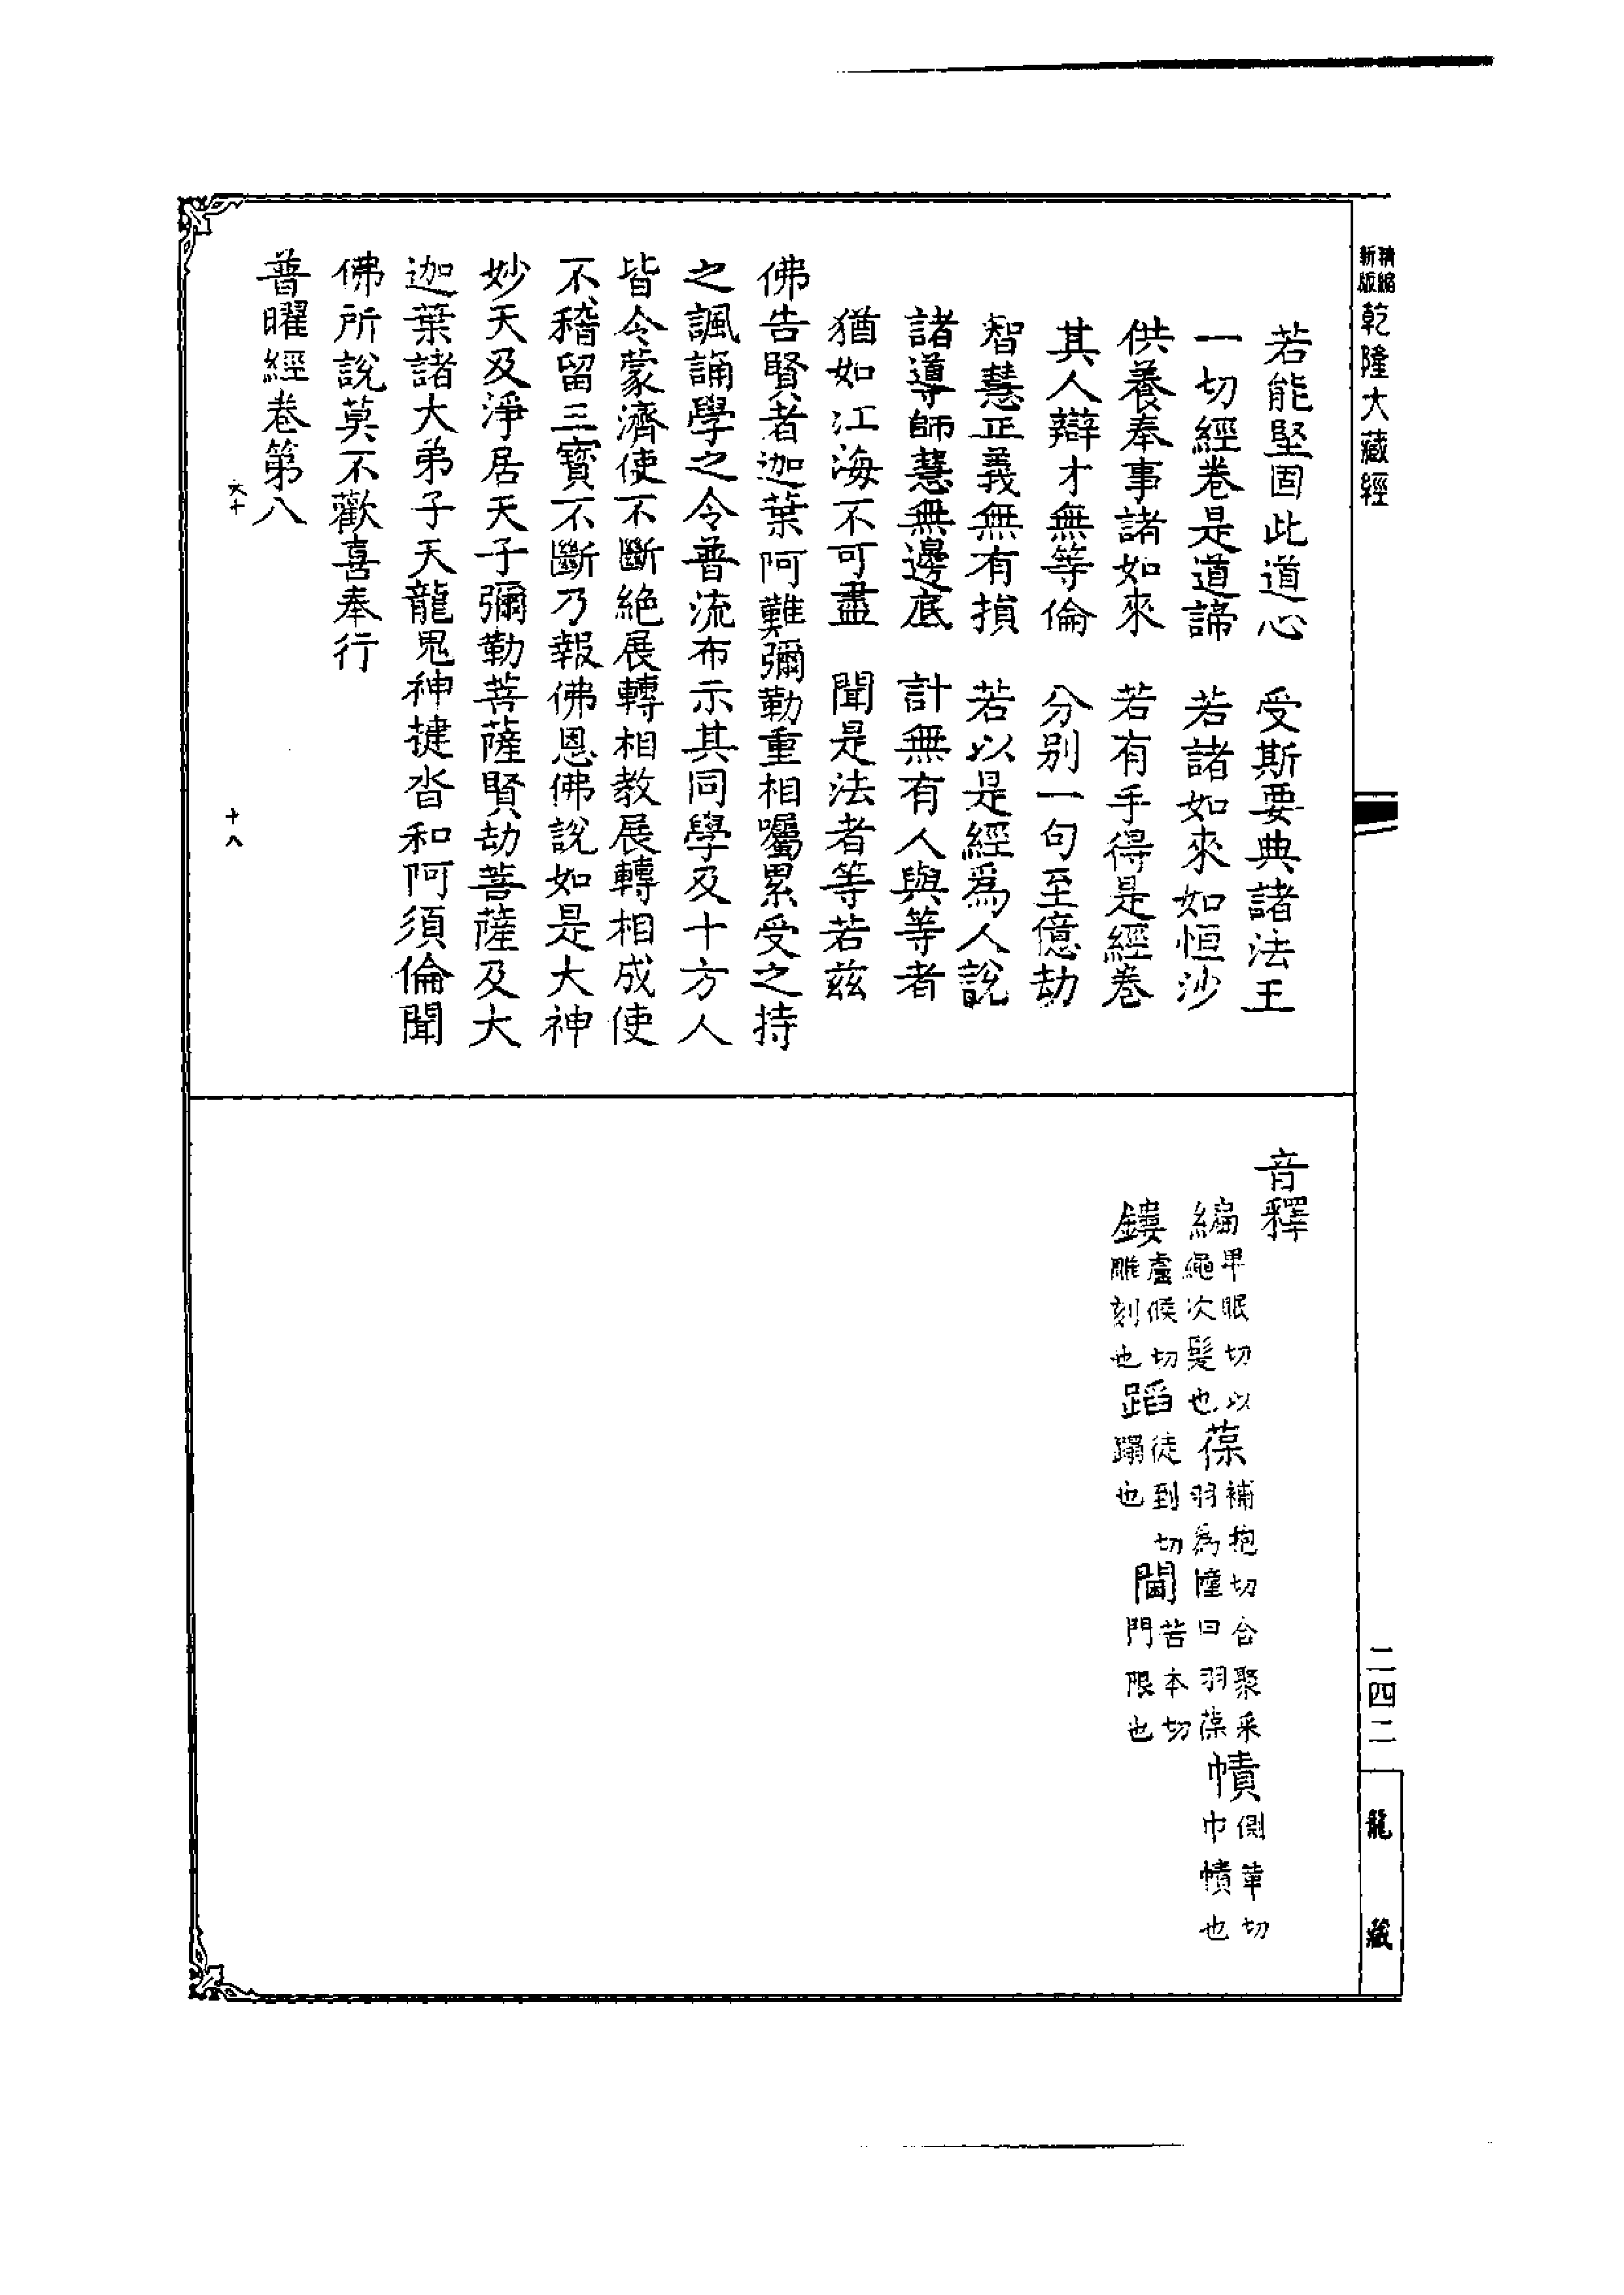 精縮新版乾隆大藏經
若能堅固此道心　受斯要典諸法王
一切經卷是道諦　若諸如來如恒沙
供養奉事諸如來　若有手得是經卷
其人辯才無等倫　分別一句至億劫
智慧正義無有損　若以是經爲人說
諸導師慧無邊底　計無有人與等者
猶如江海不可盡　聞是法者等若兹
佛告賢者迦葉阿難彌勒重相囑累受之持
之諷誦學之令普流布示其同學及十方人
皆令蒙濟使不斷絶展轉相教展轉相成使
不稽留三寳不斷乃報佛恩佛說如是大神
妙天及淨居天子彌勒菩薩賢劫菩薩及大
迦葉諸大弟子天龍鬼神揵沓和阿須倫聞
佛所說莫不歡喜奉行
普曜經卷第八
十八
音釋
編卑眠切以繩次髮也葆補抱切合聚采羽爲幢曰羽葆幘側革切巾幘也
鏤盧候切雕刻也蹈徒到切蹋也閫苦本切門限也
二四二
龍藏